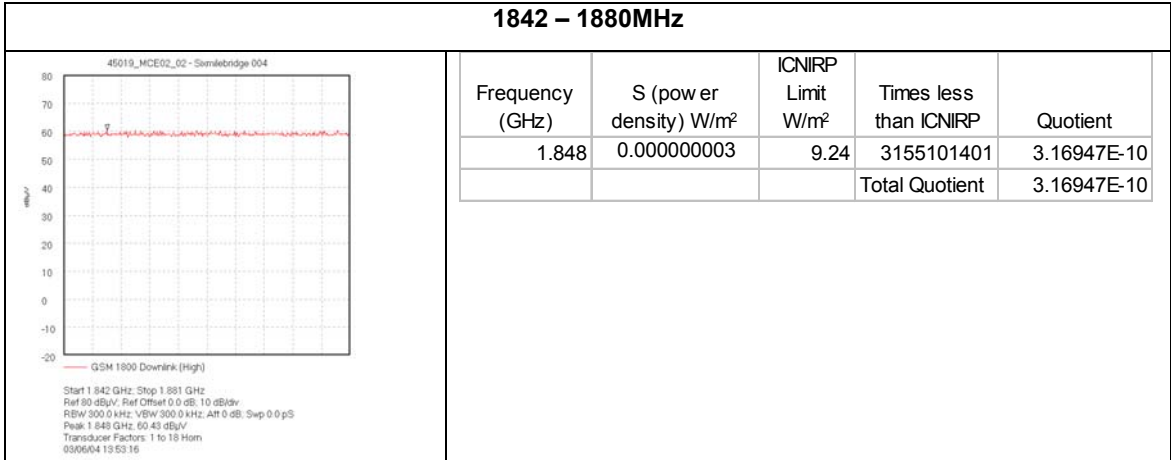 1842 – 1880MHz
45019_MCE02_02 - Sixmilebridge 004
80
70
60
50
40
30
20
10
0
-10
-20
dBµV
GSM 1800 Downlink (High)
Start 1.842 GHz; Stop 1.881 GHz
Ref 80 dBµV; Ref Offset 0.0 dB; 10 dB/div
RBW 300.0 kHz; VBW 300.0 kHz; Att 0 dB; Swp 0.0 pS
Peak 1.848 GHz, 60.43 dBµV
Transducer Factors: 1 to 18 Horn
03/06/04 13:53:16
Frequency (GHz) S (pow er density) W/m² ICNIRP Limit W/m² Times less than ICNIRP Quotient
1.848 0.000000003 9.24 3155101401 3.16947E-10
Total Quotient 3.16947E-10